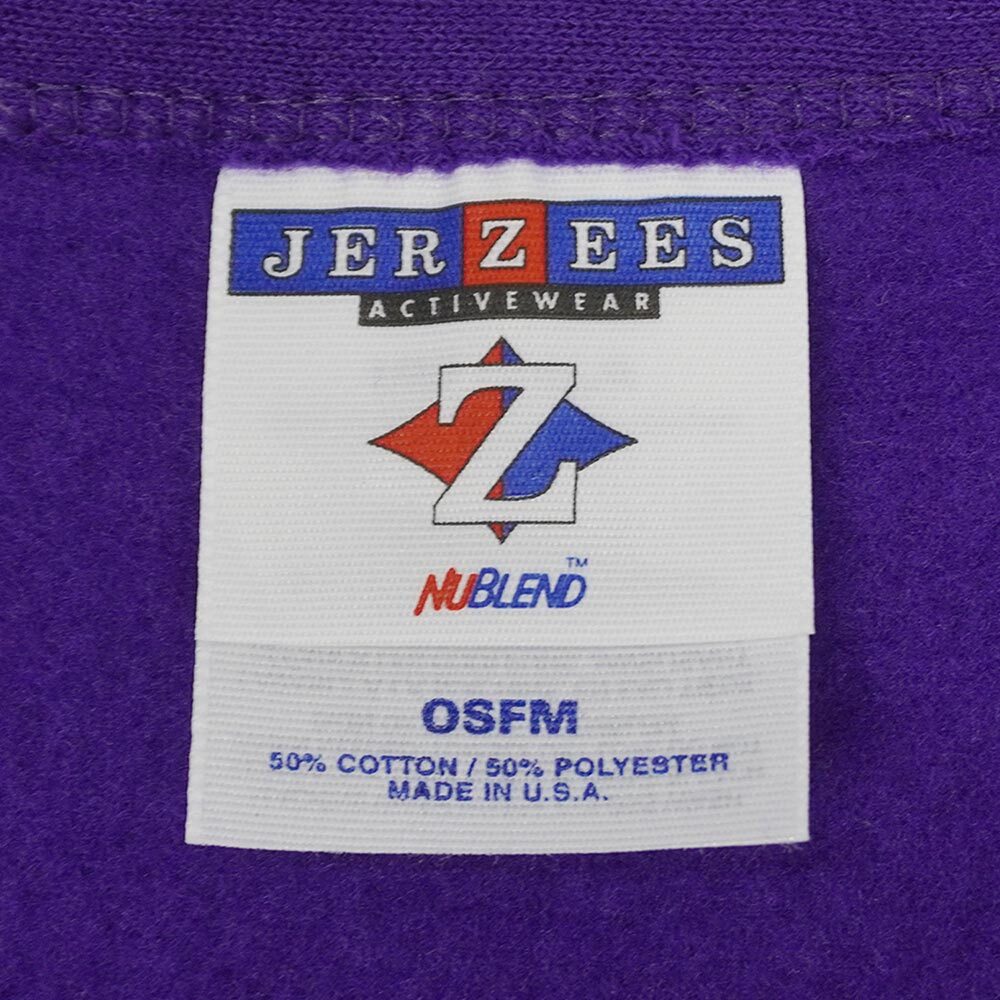 JERZEES
ACTIVEWEAR
Z
NUBLEND™
OSFM
50% COTTON / 50% POLYESTER
MADE IN U.S.A.